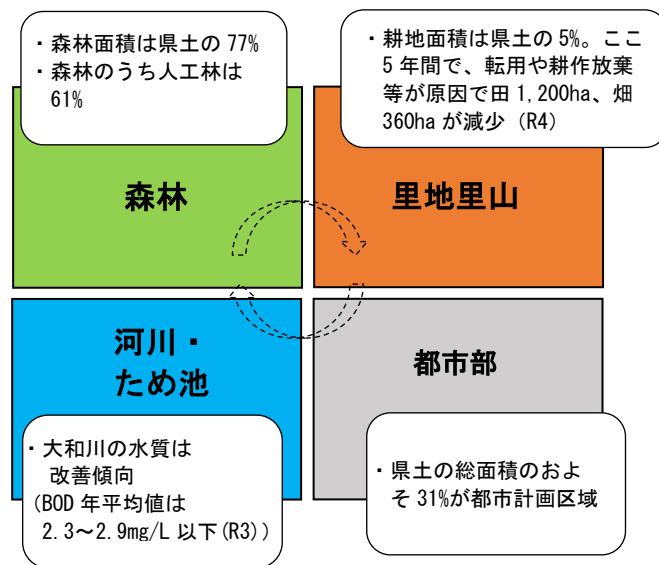 ・森林面積は県土の 77%
・森林のうち人工林は
61%
・耕地面積は県土の 5%。ここ
5 年間で、転用や耕作放棄
等が原因で田 1,200ha、畑
360ha が減少（R4）
森林
里地里山
河川・
ため池
都市部
・大和川の水質は
改善傾向
(BOD 年平均値は
2.3～2.9mg/L 以下(R3))
・県土の総面積のおよ
そ 31%が都市計画区域